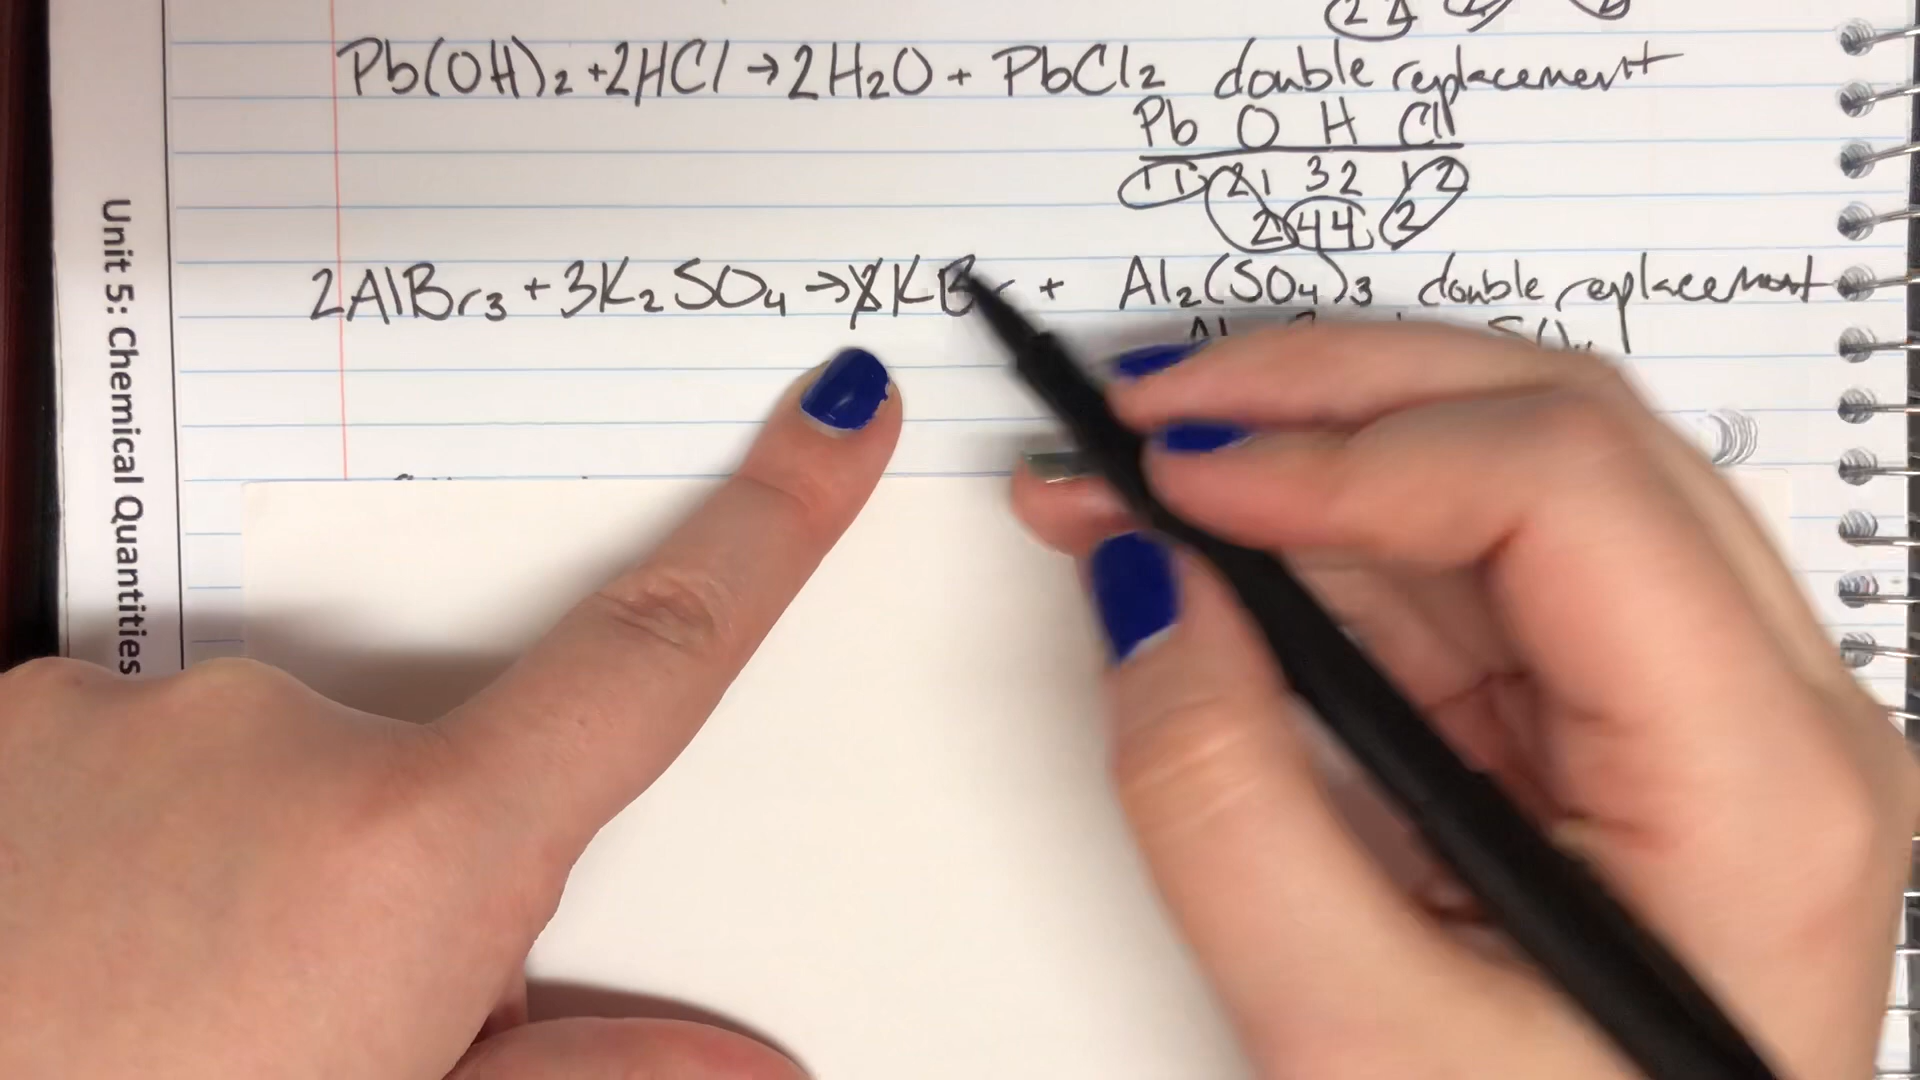 Pb(OH)₂ + 2HCl → 2H₂O + PbCl₂ double replacement
Pb O H Cl
1 1 2 1 3 2 1 2
2 4 4 2
2AlBr₃ + 3K₂SO₄ → KBr + Al₂(SO₄)₃ double replacement
Unit 5: Chemical Quantities